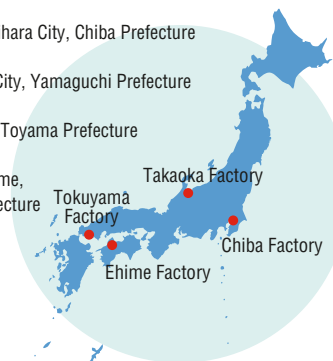 hara City, Chiba Prefecture
City, Yamaguchi Prefecture
Toyama Prefecture
me,
ecture
Takaoka Factory
Tokuyama
Factory
Chiba Factory
Ehime Factory